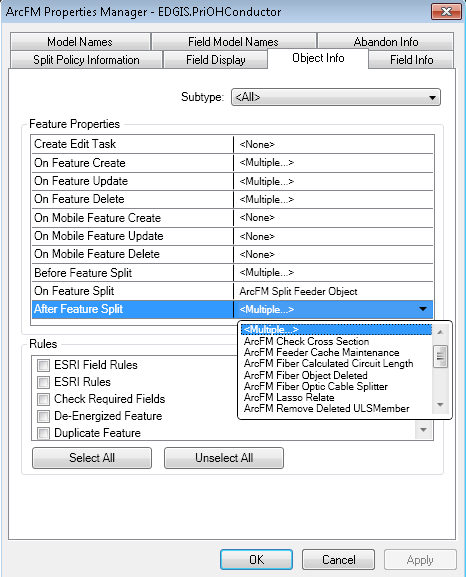 ArcFM Properties Manager - EDGIS.PriOHConductor
Model Names Field Model Names Abandon Info
Split Policy Information Field Display Object Info Field Info
Subtype: <All>
Feature Properties
Create Edit Task <None>
On Feature Create <Multiple...>
On Feature Update <Multiple...>
On Feature Delete <Multiple...>
On Mobile Feature Create <None>
On Mobile Feature Update <None>
On Mobile Feature Delete <None>
Before Feature Split <Multiple...>
On Feature Split ArcFM Split Feeder Object
After Feature Split <Multiple...>
<Multiple...>
ArcFM Check Cross Section
ArcFM Feeder Cache Maintenance
ArcFM Fiber Calculated Circuit Length
ArcFM Fiber Object Deleted
ArcFM Fiber Optic Cable Splitter
ArcFM Lasso Relate
ArcFM Remove Deleted ULSMember
Rules
ESRI Field Rules
ESRI Rules
Check Required Fields
De-Energized Feature
Duplicate Feature
Select All Unselect All
OK Cancel Apply